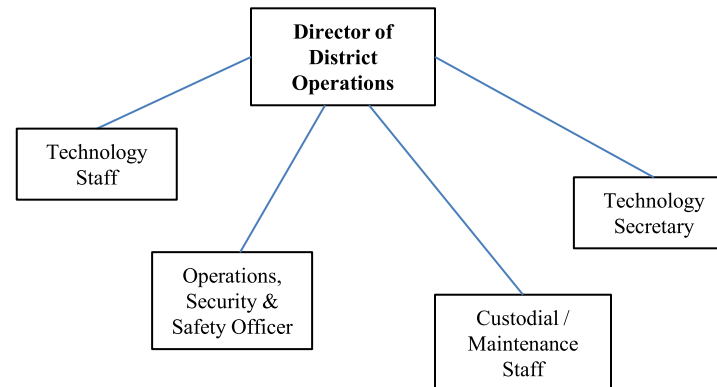 Director of
District
Operations
Technology
Staff
Technology
Secretary
Operations,
Security &
Safety Officer
Custodial /
Maintenance
Staff